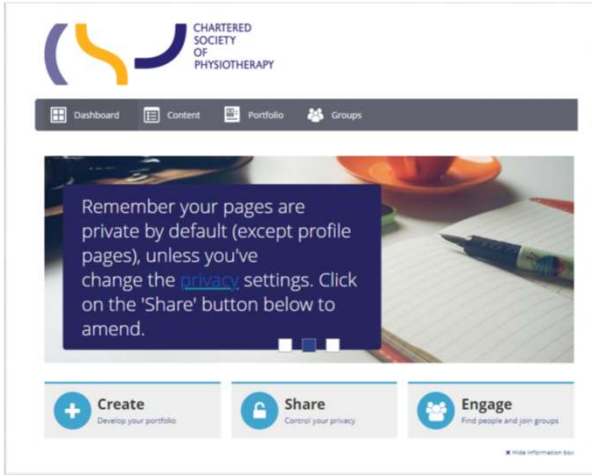 CHARTERED
SOCIETY
OF
PHYSIOTHERAPY
Dashboard Content Portfolio Groups
Remember your pages are
private by default (except profile
pages), unless you've
change the privacy settings. Click
on the 'Share' button below to
amend.
Create
Develop your portfolio
Share
Control your privacy
Engage
Find people and join groups
Hide information box